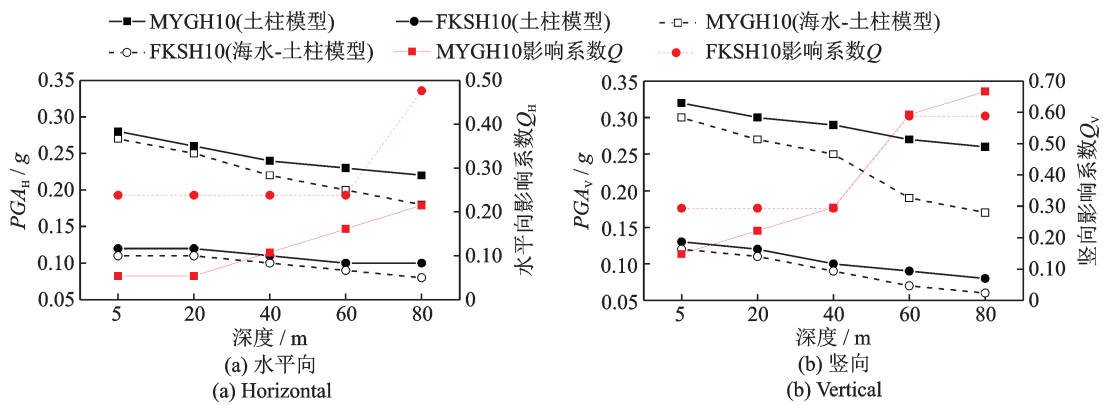 MYGH10(土柱模型) FKSH10(土柱模型) MYGH10(海水-土柱模型)
FKSH10(海水-土柱模型) MYGH10影响系数Q FKSH10影响系数Q
0.35
0.30
0.25
0.20
0.15
0.10
0.05
PGA_H / g
0.50
0.40
0.30
0.20
0.10
0
水平向影响系数Q_H
5 20 40 60 80
深度 / m
(a) 水平向
(a) Horizontal
0.35
0.30
0.25
0.20
0.15
0.10
0.05
PGA_V / g
0.70
0.60
0.50
0.40
0.30
0.20
0.10
0
竖向影响系数Q_V
5 20 40 60 80
深度 / m
(b) 竖向
(b) Vertical